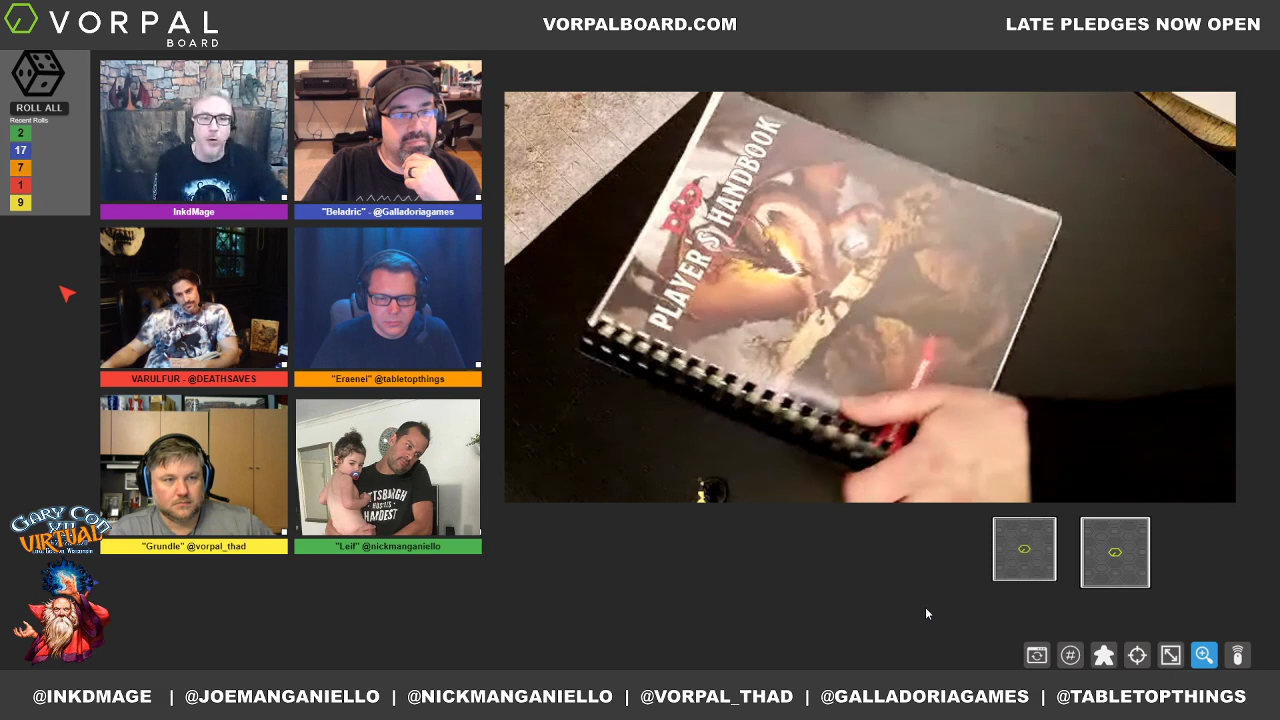 VORPAL
BOARD
VORPALBOARD.COM
LATE PLEDGES NOW OPEN
ROLL ALL
Recent Rolls
2
17
7
1
9
InkdMage
"Beladric" - @Galladoriagames
VARULFUR - @DEATHSAVES
"Eraenei" @tabletopthings
"Grundle" @vorpal_thad
"Leif" @nickmanganiello
HARDEST
D&D
PLAYER'S HANDBOOK
GARY CON
XII
VIRTUAL
#
@INKDMAGE | @JOEMANGANIELLO | @NICKMANGANIELLO | @VORPAL_THAD | @GALLADORIAGAMES | @TABLETOPTHINGS